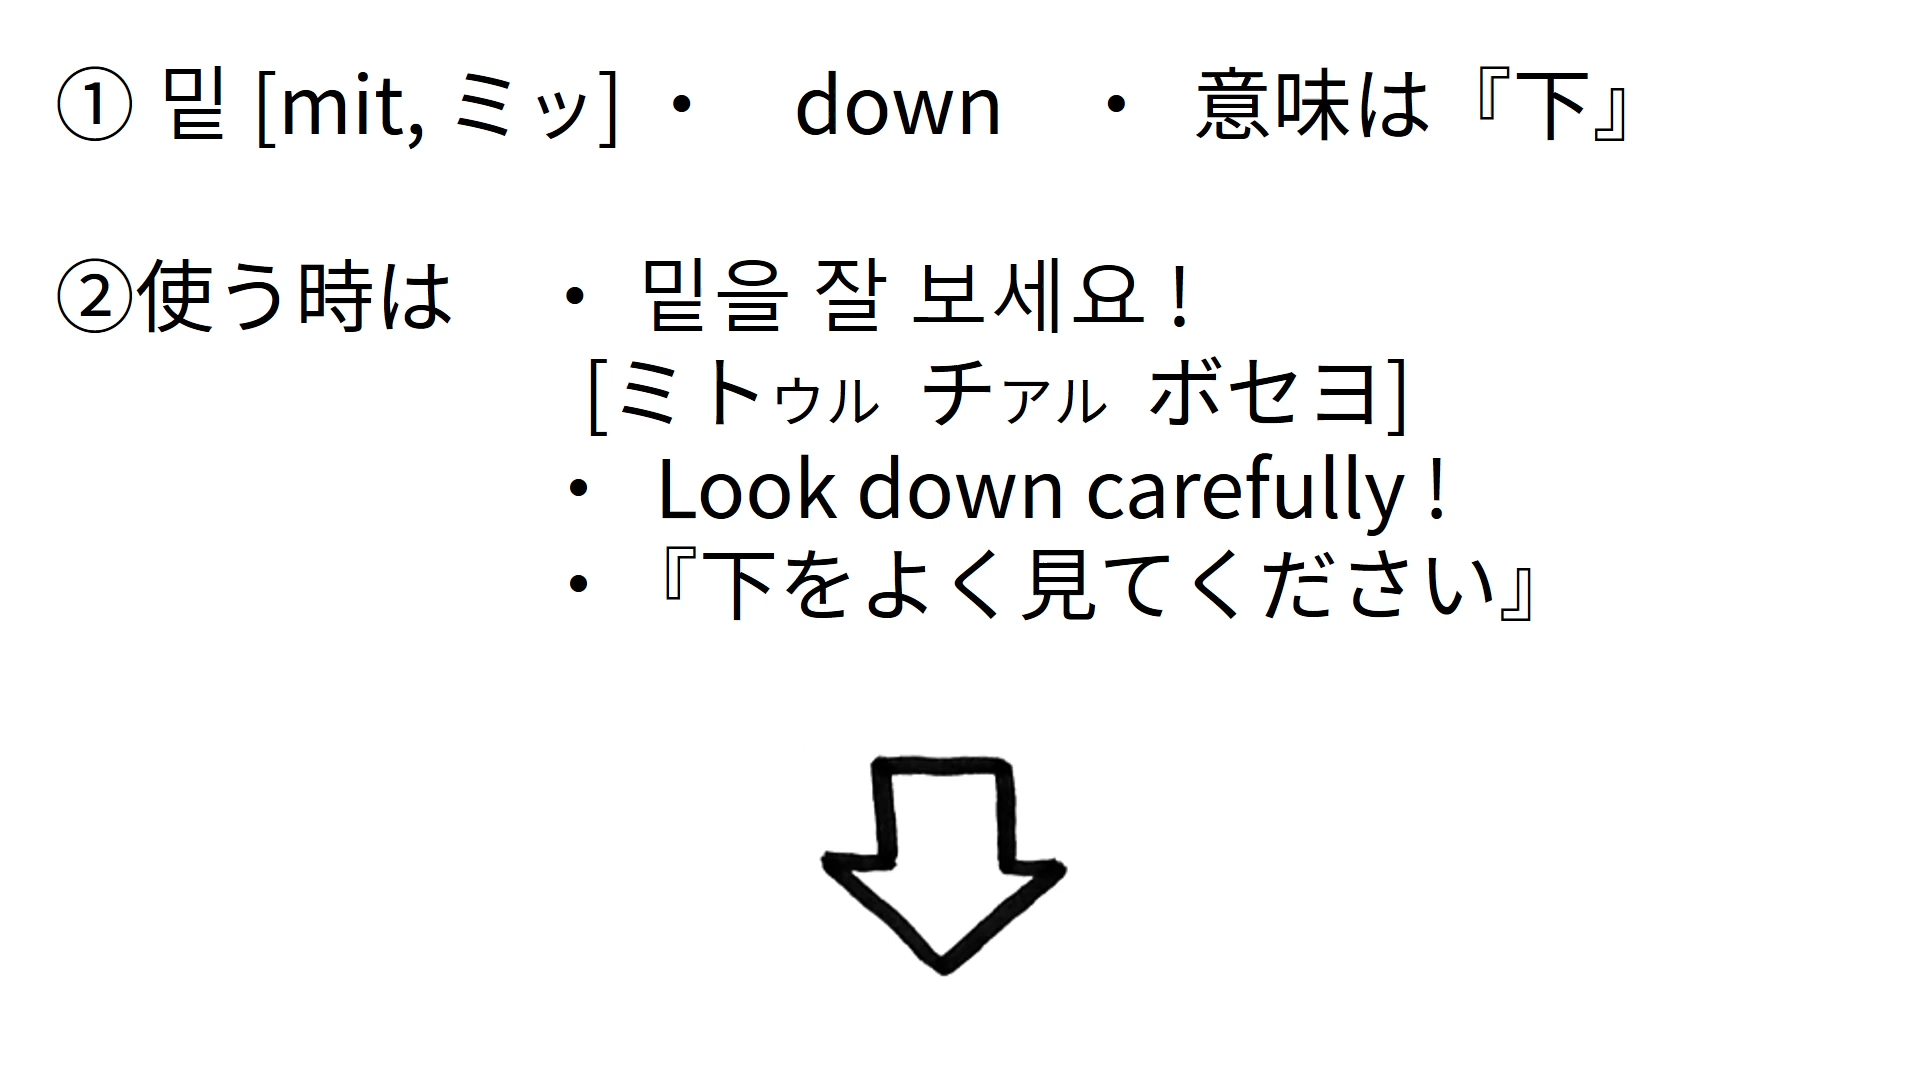 ① 밑 [mit, ミッ] ・　down　・ 意味は『下』
②使う時は　・ 밑을 잘 보세요 !
[ミトゥル チァル ボセヨ]
・ Look down carefully !
・『下をよく見てください』